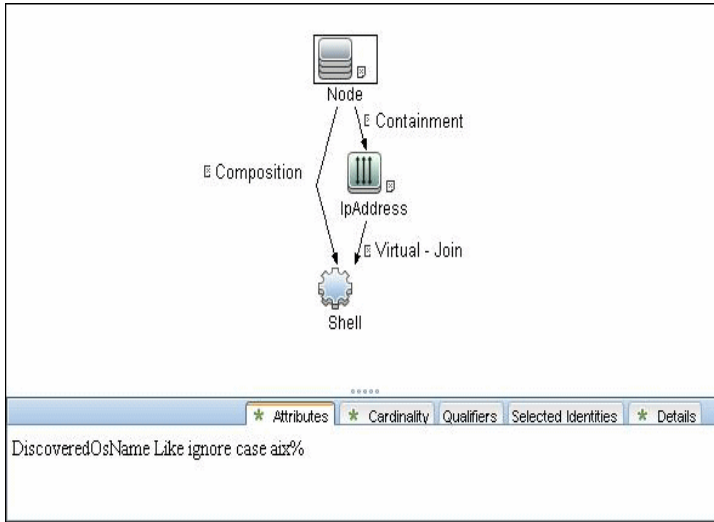 Node
Containment
Composition
IpAddress
Virtual - Join
Shell
* Attributes * Cardinality Qualifiers Selected Identities * Details
DiscoveredOsName Like ignore case aix%